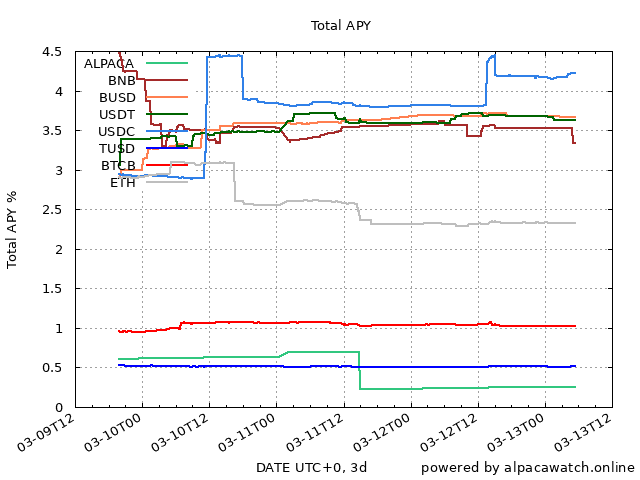 Total APY
Total APY %
4.5
4
3.5
3
2.5
2
1.5
1
0.5
0
ALPACA
BNB
BUSD
USDT
USDC
TUSD
BTCB
ETH
03-09T12
03-10T00
03-10T12
03-11T00
03-11T12
03-12T00
03-12T12
03-13T00
03-13T12
DATE UTC+0, 3d
powered by alpacawatch.online